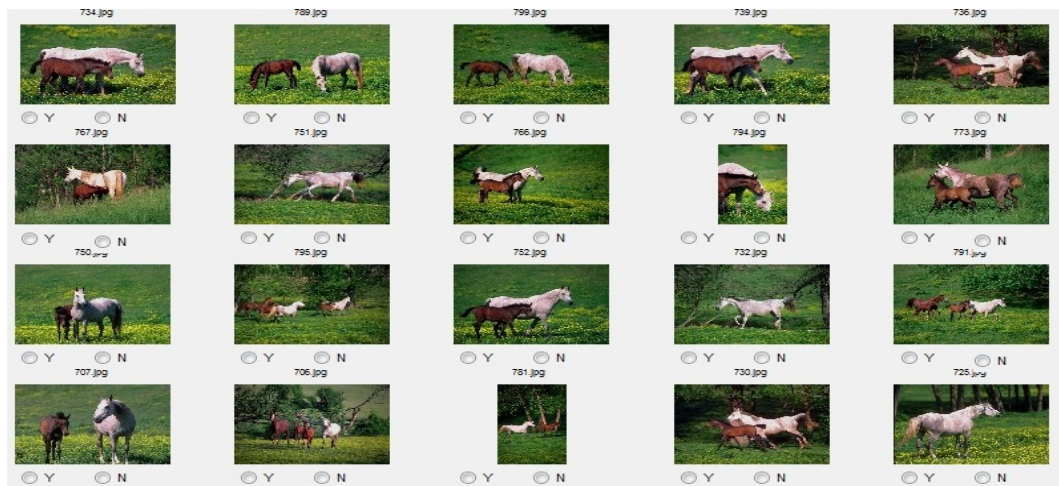 734.jpg 789.jpg 799.jpg 739.jpg 736.jpg
Y N Y N Y N Y N Y N
767.jpg 751.jpg 766.jpg 794.jpg 773.jpg
Y N Y N Y N Y N Y N
750.jpg 795.jpg 752.jpg 732.jpg 791.jpg
Y N Y N Y N Y N Y N
707.jpg 706.jpg 781.jpg 730.jpg 725.jpg
Y N Y N Y N Y N Y N